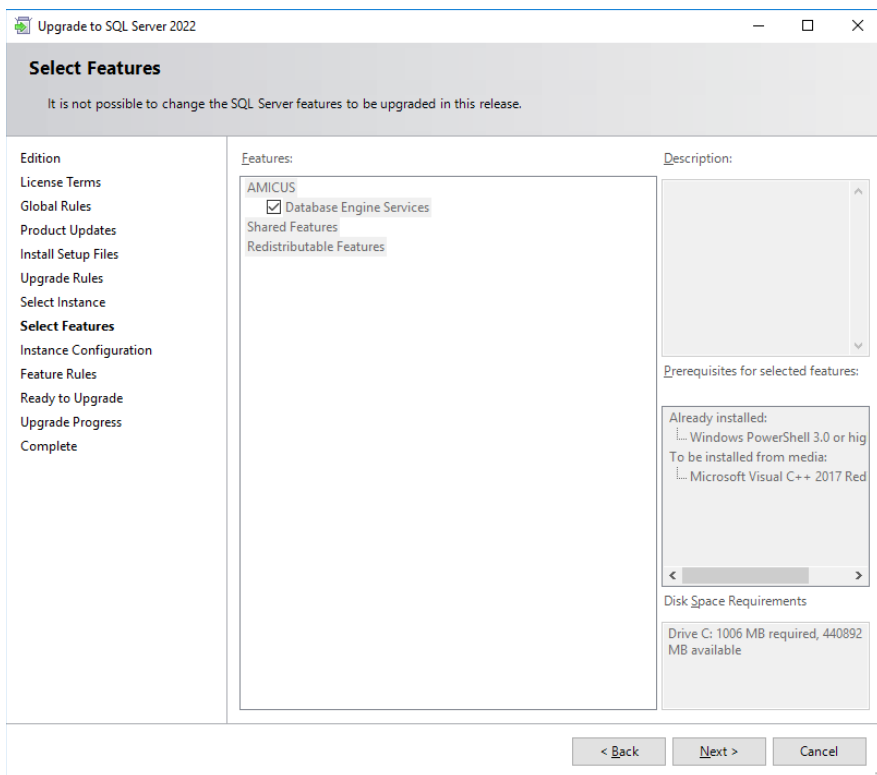 Upgrade to SQL Server 2022
Select Features
It is not possible to change the SQL Server features to be upgraded in this release.
Edition
License Terms
Global Rules
Product Updates
Install Setup Files
Upgrade Rules
Select Instance
Select Features
Instance Configuration
Feature Rules
Ready to Upgrade
Upgrade Progress
Complete
Features:
AMICUS
Database Engine Services
Shared Features
Redistributable Features
Description:
Prerequisites for selected features:
Already installed:
Windows PowerShell 3.0 or hig
To be installed from media:
Microsoft Visual C++ 2017 Red
Disk Space Requirements
Drive C: 1006 MB required, 440892
MB available
< Back
Next >
Cancel